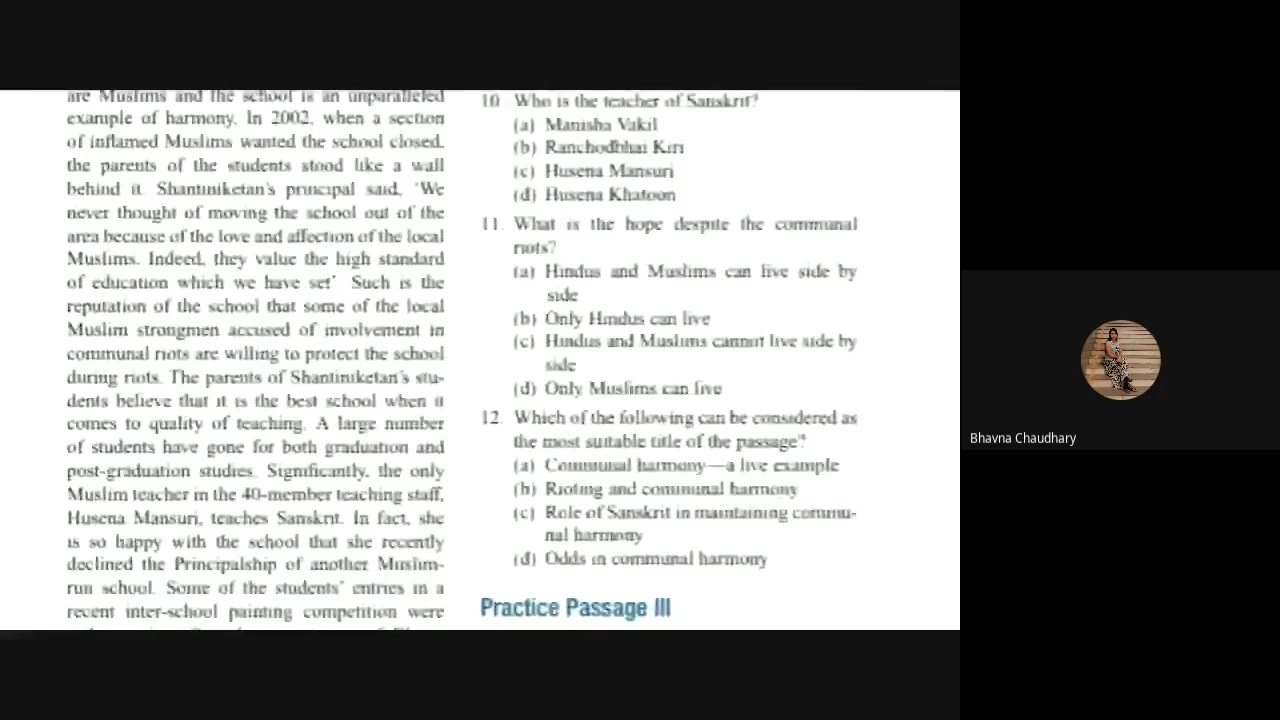 are Muslims and the school is an unparalleled
example of harmony. In 2002, when a section
of inflamed Muslims wanted the school closed,
the parents of the students stood like a wall
behind it. Shantiniketan's principal said, 'We
never thought of moving the school out of the
area because of the love and affection of the local
Muslims. Indeed, they value the high standard
of education which we have set'. Such is the
reputation of the school that some of the local
Muslim strongmen accused of involvement in
communal riots are willing to protect the school
during riots. The parents of Shantiniketan's stu-
dents believe that it is the best school when it
comes to quality of teaching. A large number
of students have gone for both graduation and
post-graduation studies. Significantly, the only
Muslim teacher in the 40-member teaching staff,
Husena Mansuri, teaches Sanskrit. In fact, she
is so happy with the school that she recently
declined the Principalship of another Muslim-
run school. Some of the students' entries in a
recent inter-school painting competition were
10. Who is the teacher of Sanskrit?
(a) Manisha Vakil
(b) Ranchodbhai Kiri
(c) Husena Mansuri
(d) Husena Khatoon
11. What is the hope despite the communal
riots?
(a) Hindus and Muslims can live side by
side
(b) Only Hindus can live
(c) Hindus and Muslims cannot live side by
side
(d) Only Muslims can live
12. Which of the following can be considered as
the most suitable title of the passage?
(a) Communal harmony—a live example
(b) Rioting and communal harmony
(c) Role of Sanskrit in maintaining commu-
nal harmony
(d) Odds in communal harmony
Practice Passage III
Bhavna Chaudhary